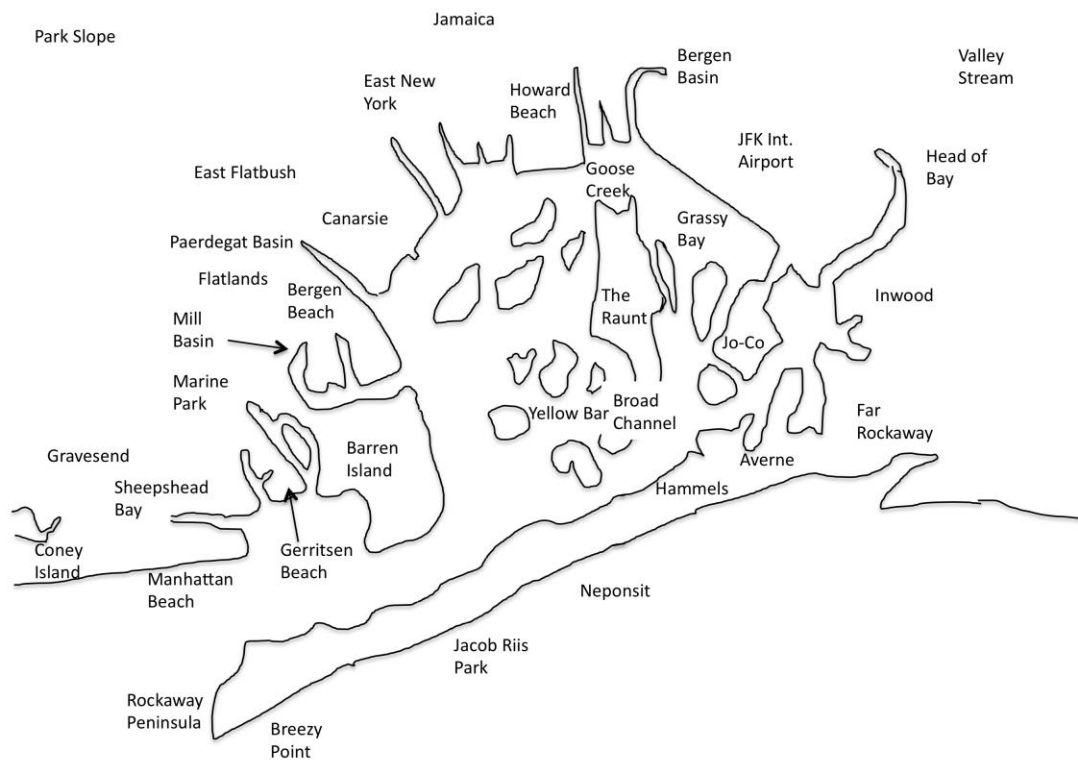 Jamaica
Park Slope
Bergen
Basin
Valley
Stream
East New
York
Howard
Beach
JFK Int.
Airport
Head of
Bay
East Flatbush
Goose
Creek
Canarsie
Grassy
Bay
Paerdegat Basin
Flatlands
Bergen
Beach
The
Raunt
Inwood
Mill
Basin
Jo-Co
Marine
Park
Yellow Bar
Broad
Channel
Far
Rockaway
Barren
Island
Gravesend
Averne
Sheepshead
Bay
Hammels
Coney
Island
Gerritsen
Beach
Manhattan
Beach
Neponsit
Jacob Riis
Park
Rockaway
Peninsula
Breezy
Point